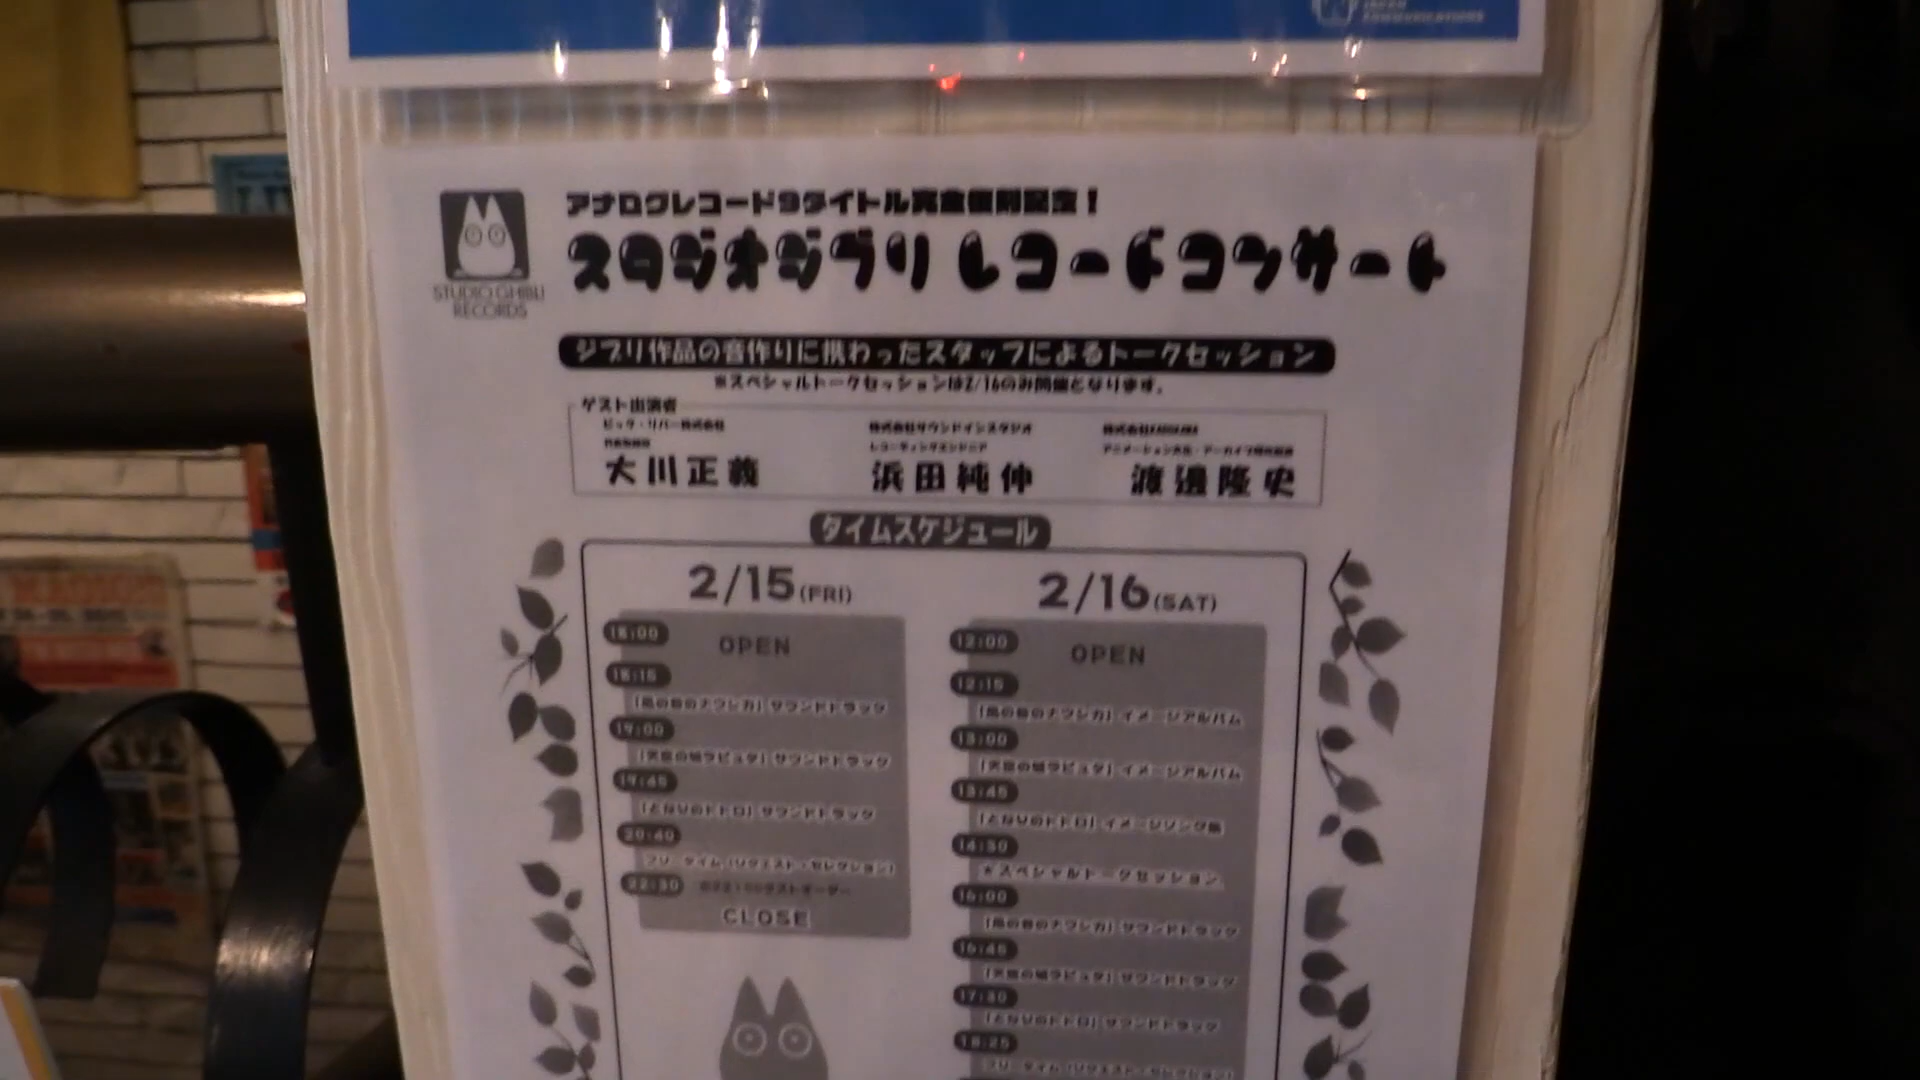 JAPAN
COMMUNICATIONS
STUDIO GHIBLI
RECORDS
アナログレコード9タイトル完全復刻記念！
スタジオジブリ レコードコンサート
ジブリ作品の音作りに携わったスタッフによるトークセッション
※スペシャルトークセッションは2/16のみ開催となります。
ゲスト出演者
ビッグ・リバー株式会社
代表取締役
大川正義
株式会社サウンドインスタジオ
レコーディングエンジニア
浜田純伸
株式会社
渡邊隆史
タイムスケジュール
2/15(FRI)
18:00
OPEN
18:15
「風の谷のナウシカ」サウンドトラック
19:00
「天空の城ラピュタ」サウンドトラック
19:45
「となりのトトロ」サウンドトラック
20:40
フリータイム（リクエスト・セレクション）
22:30
CLOSE
2/16(SAT)
12:00
OPEN
12:15
「風の谷のナウシカ」イメージアルバム
13:00
「天空の城ラピュタ」イメージアルバム
13:45
「となりのトトロ」イメージソング集
14:30
★スペシャルトークセッション
16:00
「風の谷のナウシカ」サウンドトラック
16:45
「天空の城ラピュタ」サウンドトラック
17:30
「となりのトトロ」サウンドトラック
18:25
フリータイム（リクエスト・セレクション）